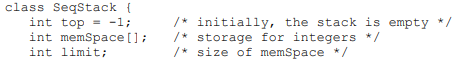 class SeqStack {
int top = -1; /* initially, the stack is empty */
int memSpace[]; /* storage for integers */
int limit; /* size of memSpace */